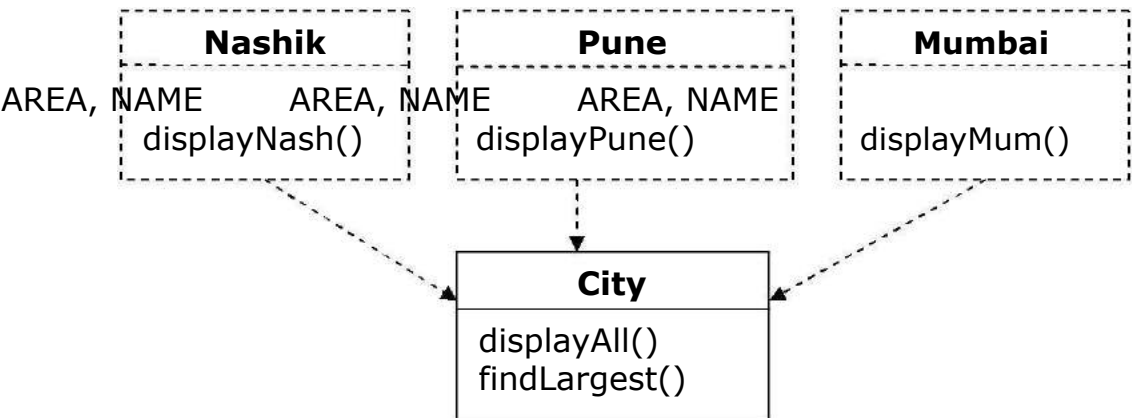 Nashik Pune Mumbai
AREA, NAME AREA, NAME AREA, NAME
displayNash() displayPune() displayMum()
City
displayAll()
findLargest()